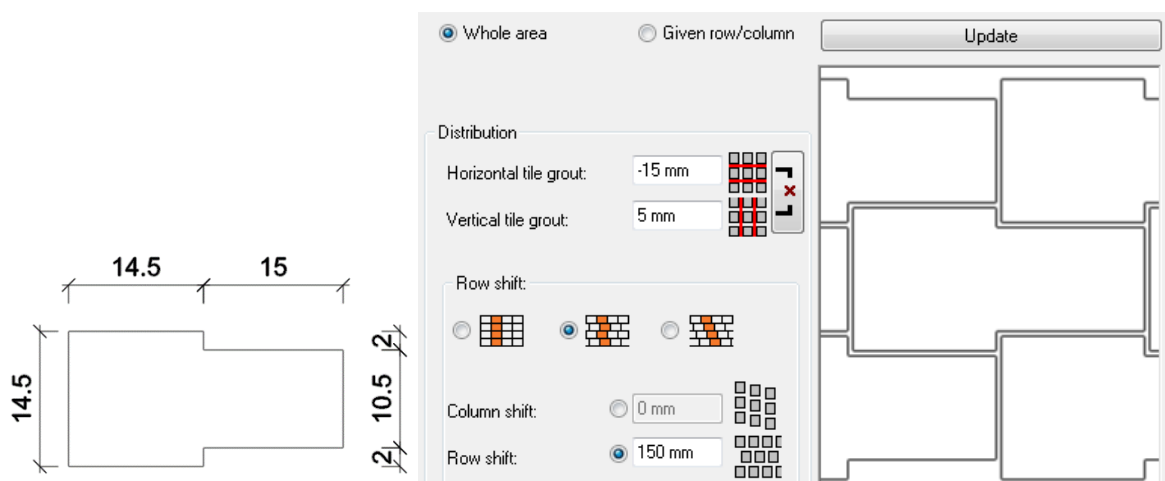 Whole area
Given row/column
Update
Distribution
Horizontal tile grout: -15 mm
Vertical tile grout: 5 mm
Row shift:
Column shift: 0 mm
Row shift: 150 mm
14.5
15
14.5
2
10.5
2